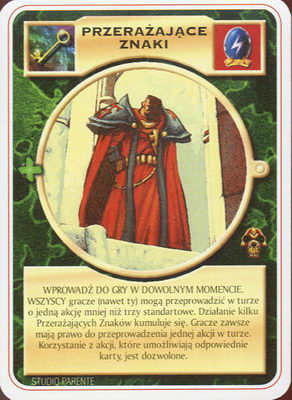 PRZERAŻAJĄCE
ZNAKI
WPROWADŹ DO GRY W DOWOLNYM MOMENCIE.
WSZYSCY gracze (nawet ty) mogą przeprowadzić w turze
o jedną akcję mniej niż trzy standardowe. Działanie kilku
Przerażających Znaków kumuluje się. Gracze zawsze
mają prawo do przeprowadzenia jednej akcji w turze.
Korzystanie z akcji, które umożliwiają odpowiednie
karty, jest dozwolone.
STUDIO PARENTE